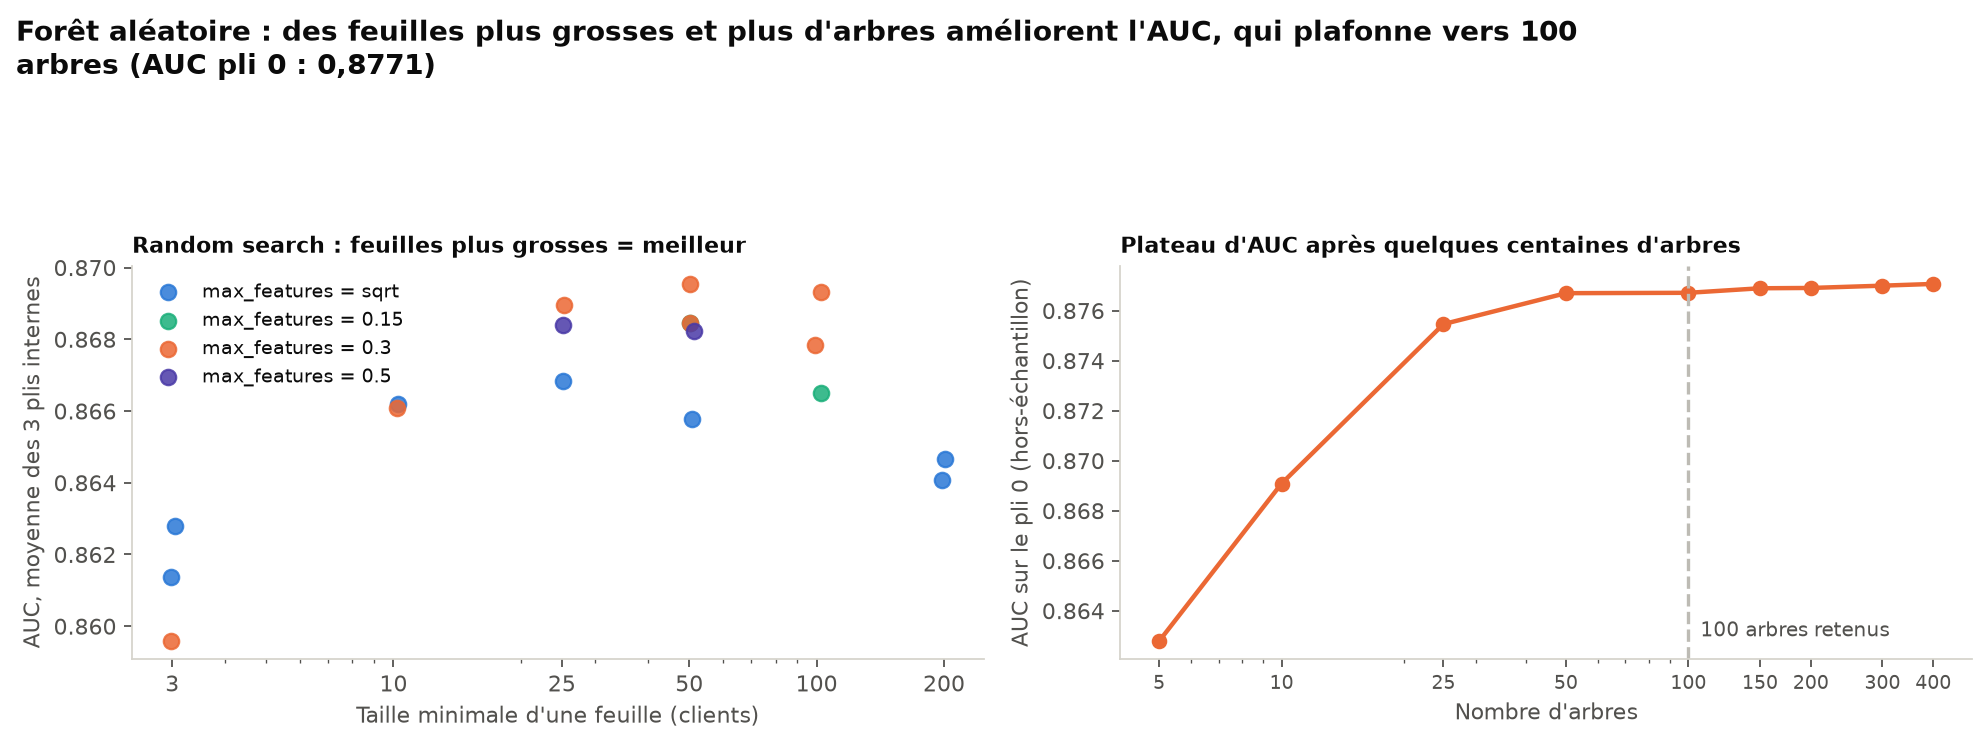 Forêt aléatoire : des feuilles plus grosses et plus d'arbres améliorent l'AUC, qui plafonne vers 100
arbres (AUC pli 0 : 0,8771)
Random search : feuilles plus grosses = meilleur
AUC, moyenne des 3 plis internes
0.870
0.868
0.866
0.864
0.862
0.860
max_features = sqrt
max_features = 0.15
max_features = 0.3
max_features = 0.5
3 10 25 50 100 200
Taille minimale d'une feuille (clients)
Plateau d'AUC après quelques centaines d'arbres
AUC sur le pli 0 (hors-échantillon)
0.876
0.874
0.872
0.870
0.868
0.866
0.864
100 arbres retenus
5 10 25 50 100 150 200 300 400
Nombre d'arbres